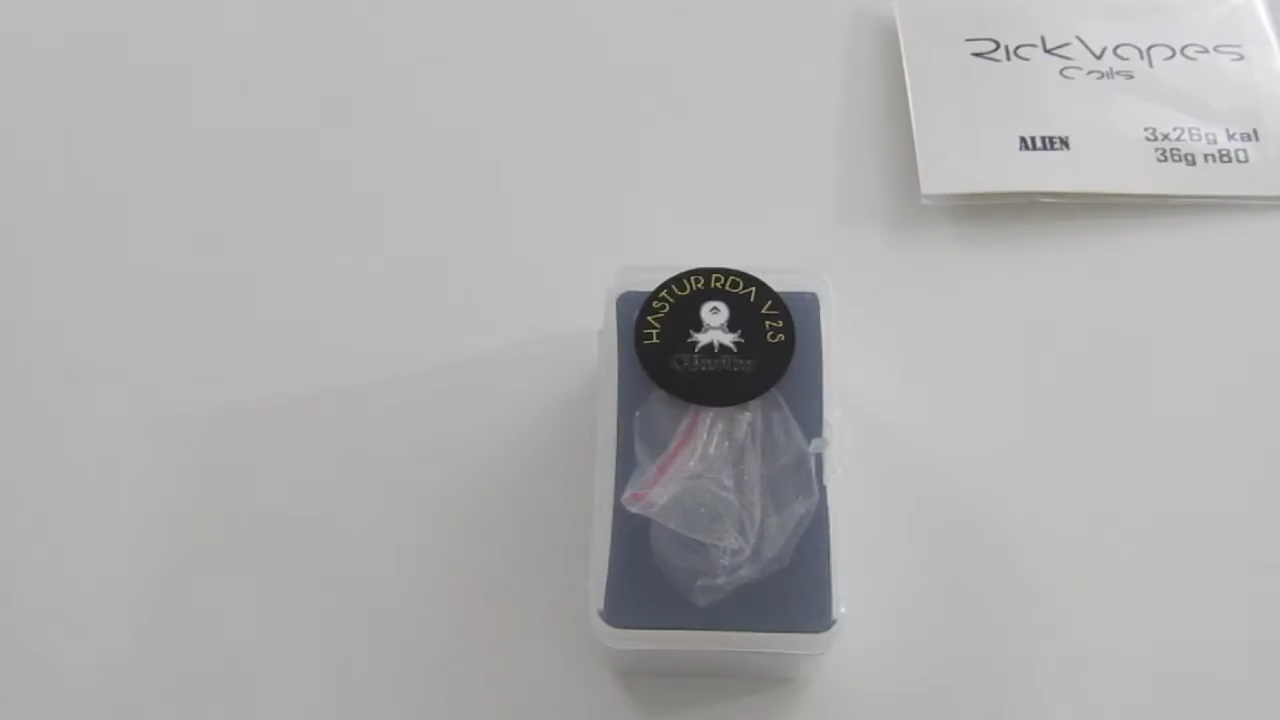 RickVapes
Coils
ALIEN
3x26g kal
36g n80
HASTUR RDA V2S